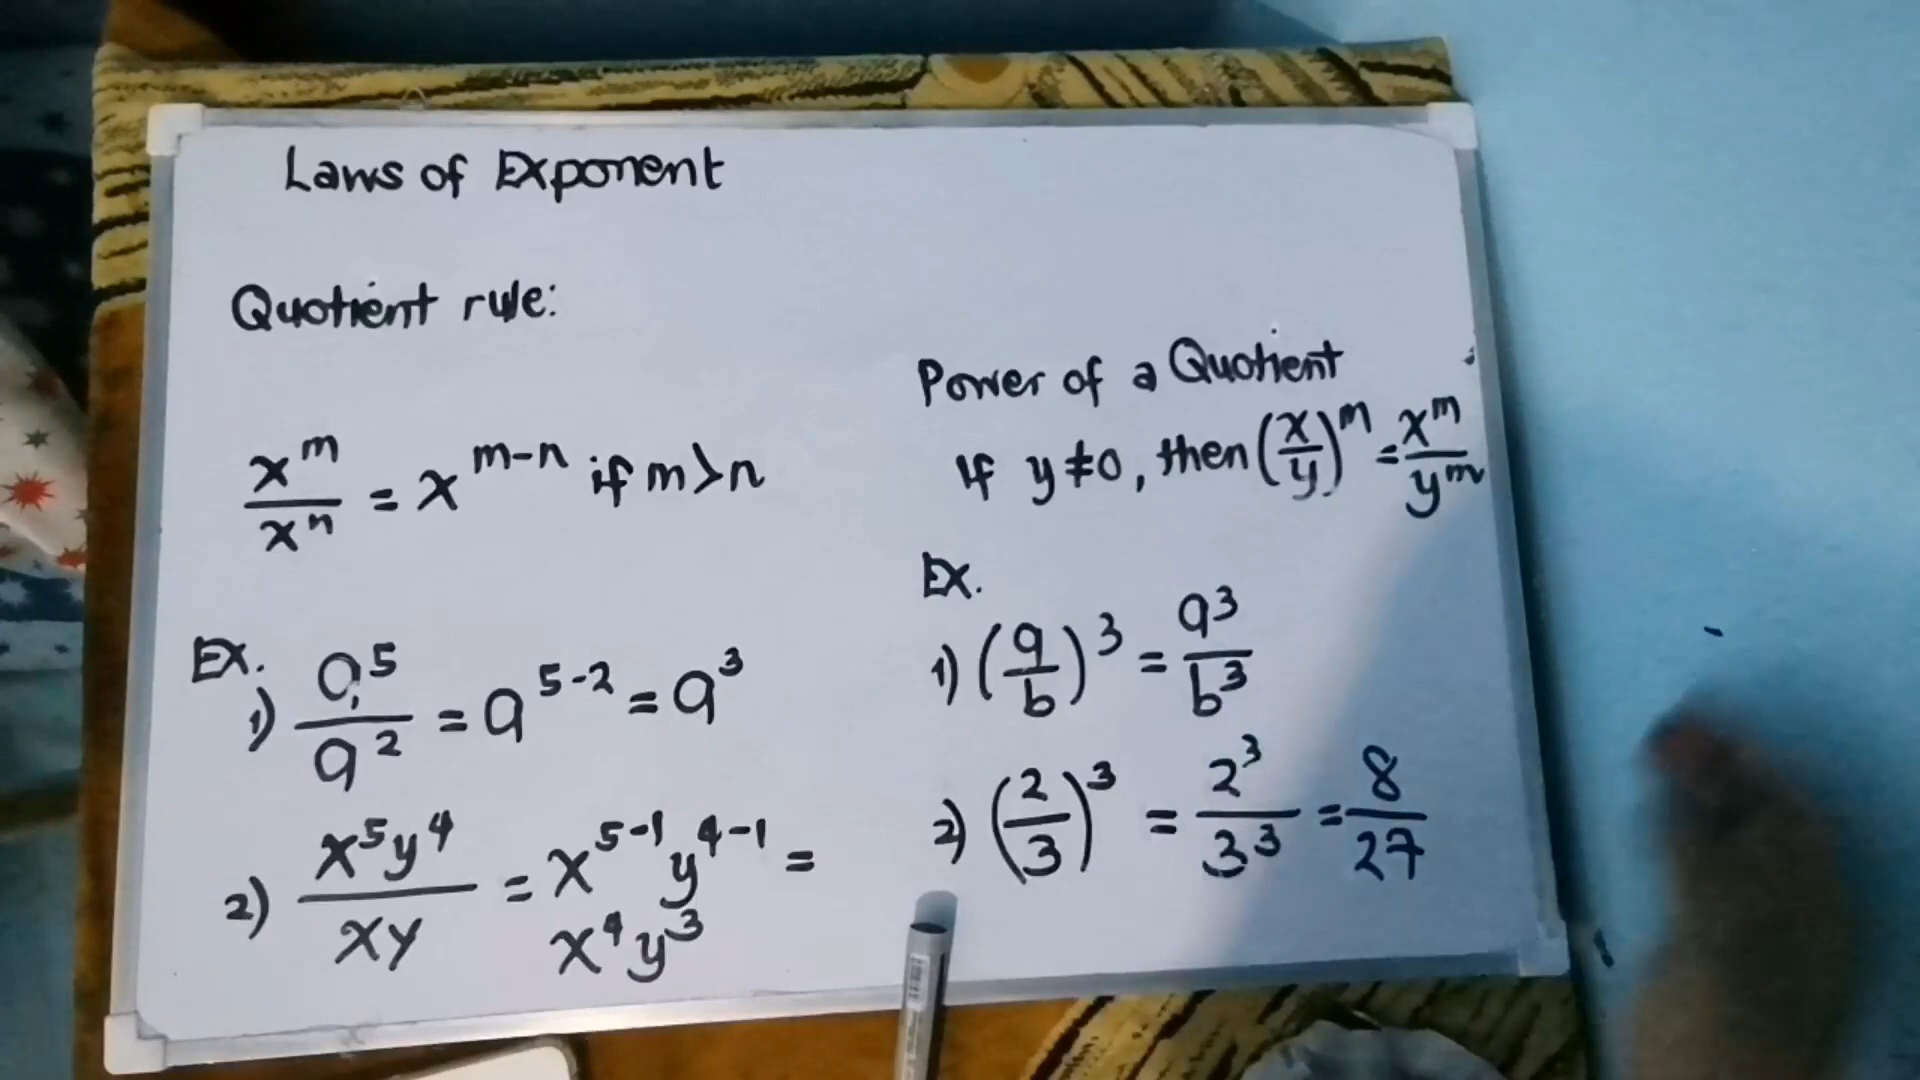 Laws of Exponent
Quotient rule:
x^m/x^n = x^(m-n) if m>n
Ex.
1) a^5/a^2 = a^(5-2) = a^3
2) x^5y^4/xy = x^(5-1)y^(4-1) =
x^4y^3
Power of a Quotient
If y≠0, then (x/y)^m = x^m/y^m
Ex.
1) (a/b)^3 = a^3/b^3
2) (2/3)^3 = 2^3/3^3 = 8/27